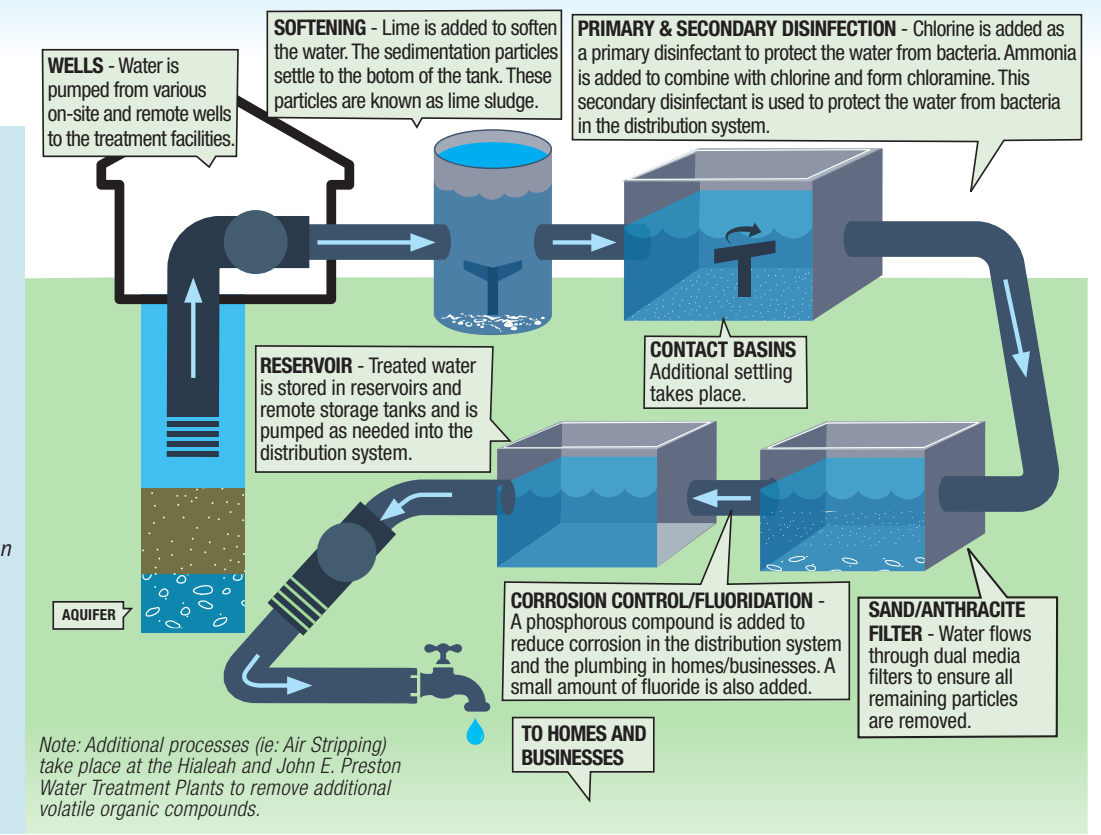 WELLS - Water is
pumped from various
on-site and remote wells
to the treatment facilities.
SOFTENING - Lime is added to soften
the water. The sedimentation particles
settle to the botom of the tank. These
particles are known as lime sludge.
PRIMARY & SECONDARY DISINFECTION - Chlorine is added as
a primary disinfectant to protect the water from bacteria. Ammonia
is added to combine with chlorine and form chloramine. This
secondary disinfectant is used to protect the water from bacteria
in the distribution system.
CONTACT BASINS
Additional settling
takes place.
RESERVOIR - Treated water
is stored in reservoirs and
remote storage tanks and is
pumped as needed into the
distribution system.
n
AQUIFER
CORROSION CONTROL/FLUORIDATION -
A phosphorous compound is added to
reduce corrosion in the distribution system
and the plumbing in homes/businesses. A
small amount of fluoride is also added.
SAND/ANTHRACITE
FILTER - Water flows
through dual media
filters to ensure all
remaining particles
are removed.
TO HOMES AND
BUSINESSES
Note: Additional processes (ie: Air Stripping)
take place at the Hialeah and John E. Preston
Water Treatment Plants to remove additional
volatile organic compounds.